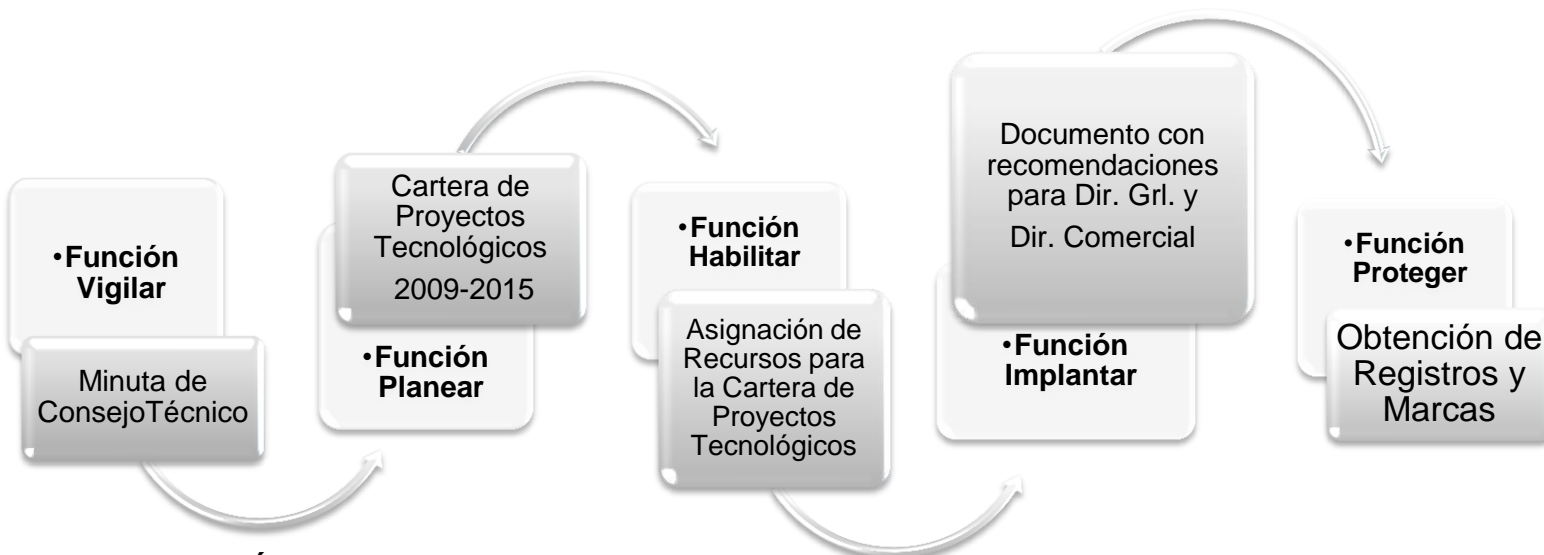 •Función
Vigilar
Minuta de
ConsejoTécnico
Cartera de
Proyectos
Tecnológicos
2009-2015
•Función
Planear
•Función
Habilitar
Asignación de
Recursos para
la Cartera de
Proyectos
Tecnológicos
Documento con
recomendaciones
para Dir. Grl. y
Dir. Comercial
•Función
Implantar
•Función
Proteger
Obtención de
Registros y
Marcas